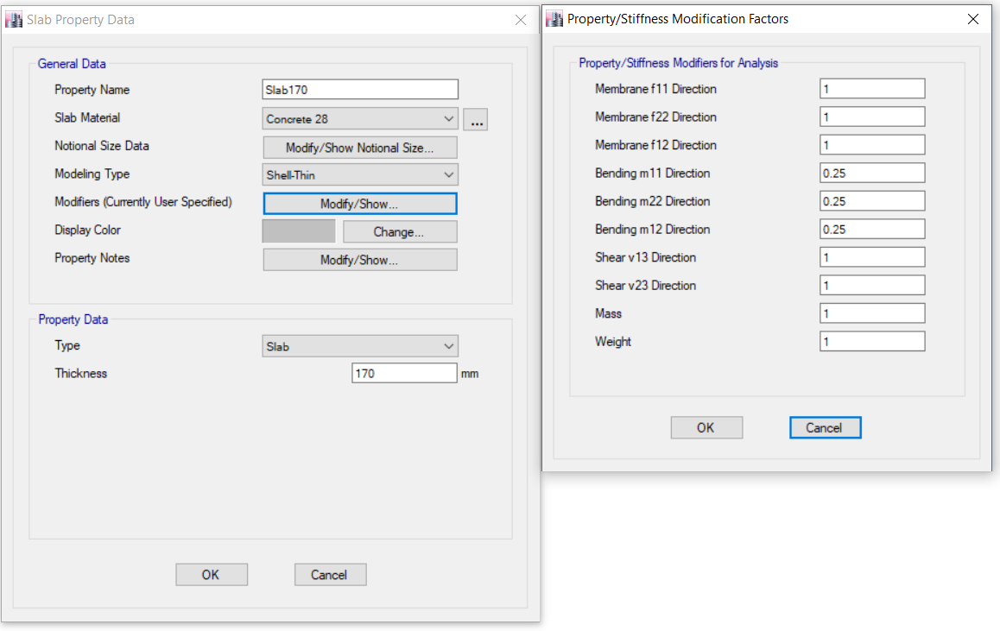 Slab Property Data
General Data
Property Name Slab170
Slab Material Concrete 28 ...
Notional Size Data Modify/Show Notional Size...
Modeling Type Shell-Thin
Modifiers (Currently User Specified) Modify/Show...
Display Color Change...
Property Notes Modify/Show...
Property Data
Type Slab
Thickness 170 mm
OK Cancel
Property/Stiffness Modification Factors
Property/Stiffness Modifiers for Analysis
Membrane f11 Direction 1
Membrane f22 Direction 1
Membrane f12 Direction 1
Bending m11 Direction 0.25
Bending m22 Direction 0.25
Bending m12 Direction 0.25
Shear v13 Direction 1
Shear v23 Direction 1
Mass 1
Weight 1
OK Cancel